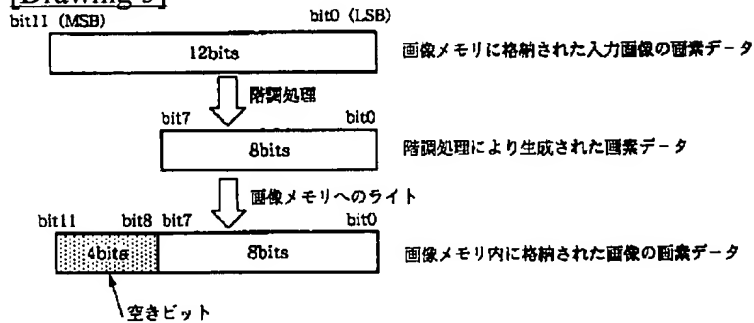 bit11 (MSB) bit0 (LSB)
12bits 画像メモリに格納された入力画像の画素データ
階調処理
bit7 bit0
8bits 階調処理により生成された画素データ
画像メモリへのライト
bit11 bit8 bit7 bit0
4bits 8bits 画像メモリ内に格納された画像の画素データ
空きビット